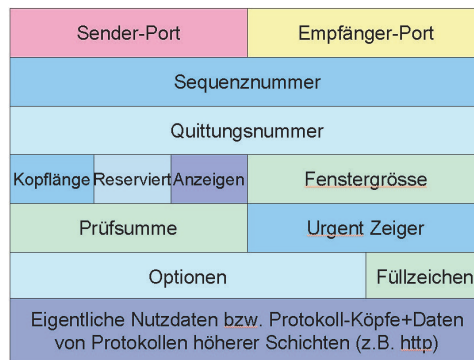 Sender-Port Empfänger-Port
Sequenznummer
Quittungsnummer
Kopflänge Reserviert Anzeigen Fenstergrösse
Prüfsumme Urgent Zeiger
Optionen Füllzeichen
Eigentliche Nutzdaten bzw. Protokoll-Köpfe+Daten
von Protokollen höherer Schichten (z.B. http)